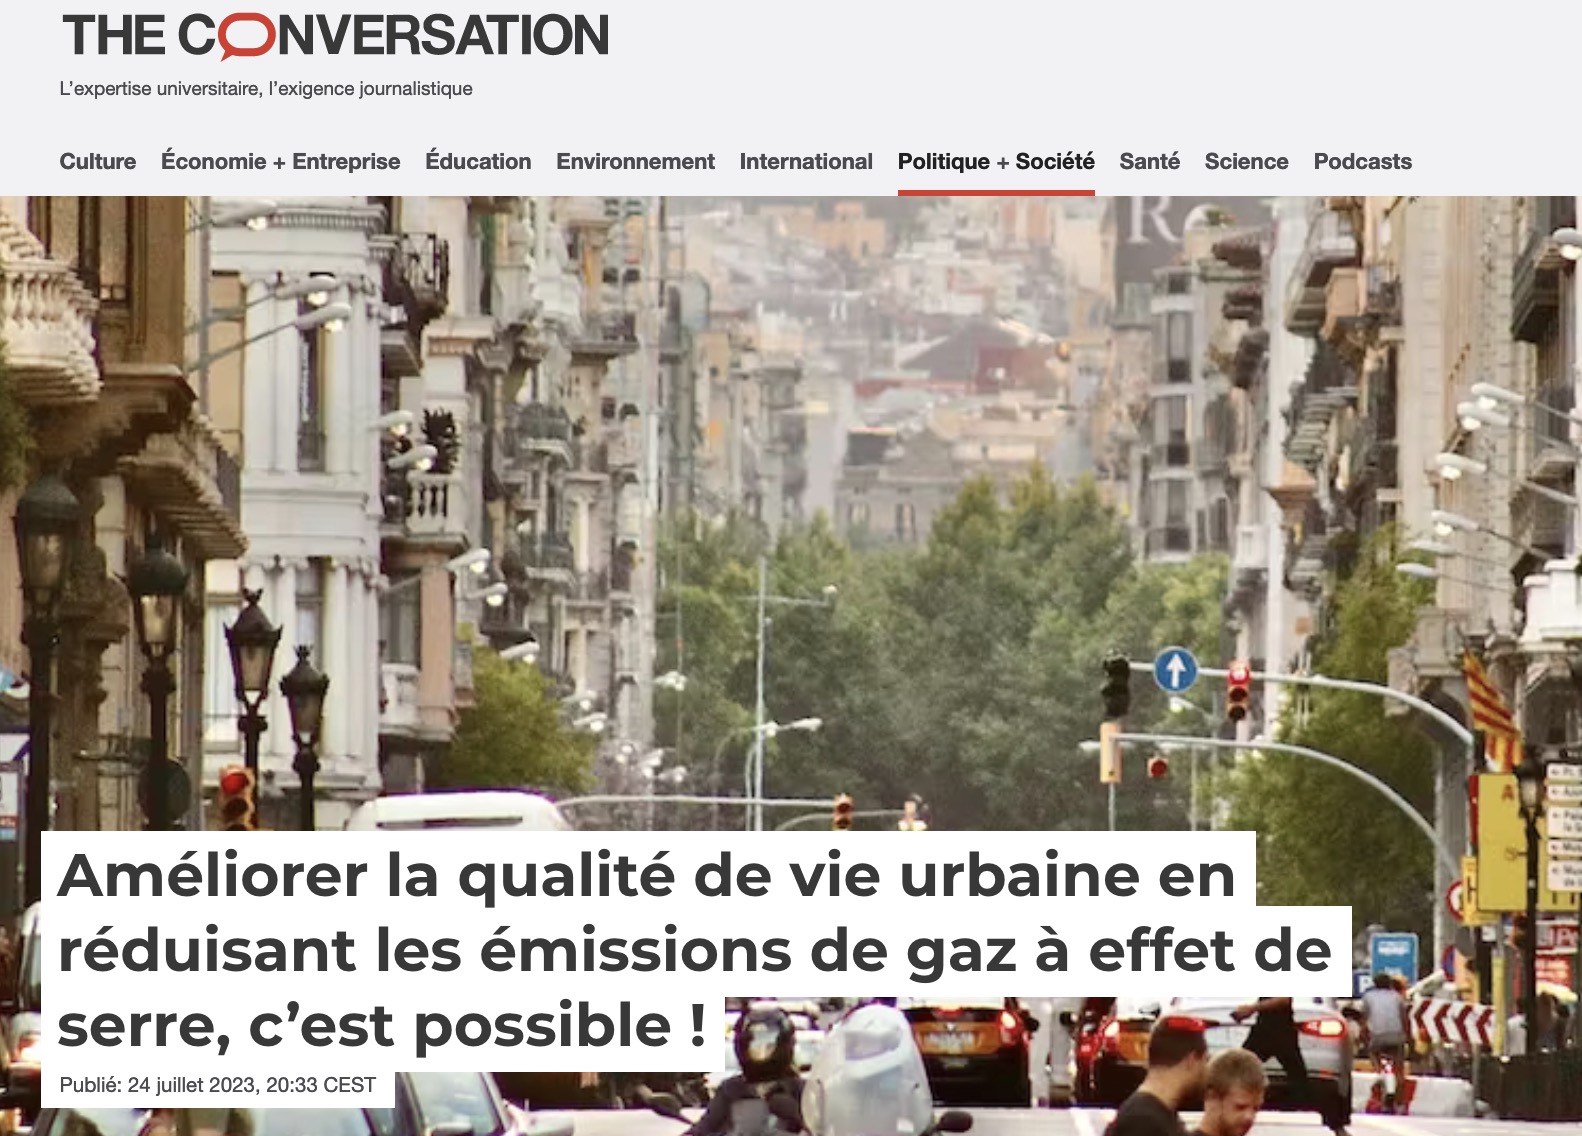 THE CONVERSATION
L’expertise universitaire, l’exigence journalistique
Culture Économie + Entreprise Éducation Environnement International Politique + Société Santé Science Podcasts
R
Améliorer la qualité de vie urbaine en
réduisant les émissions de gaz à effet de
serre, c’est possible !
Publié: 24 juillet 2023, 20:33 CEST